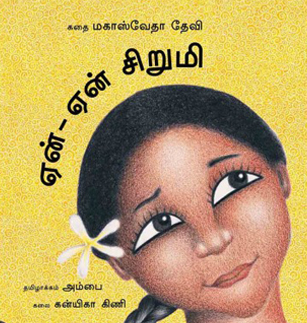 கதை மகாஸ்வேதா தேவி
ஏன்-ஏன் சிறுமி
தமிழாக்கம் அம்பை
கலை கன்யிகா கிணி